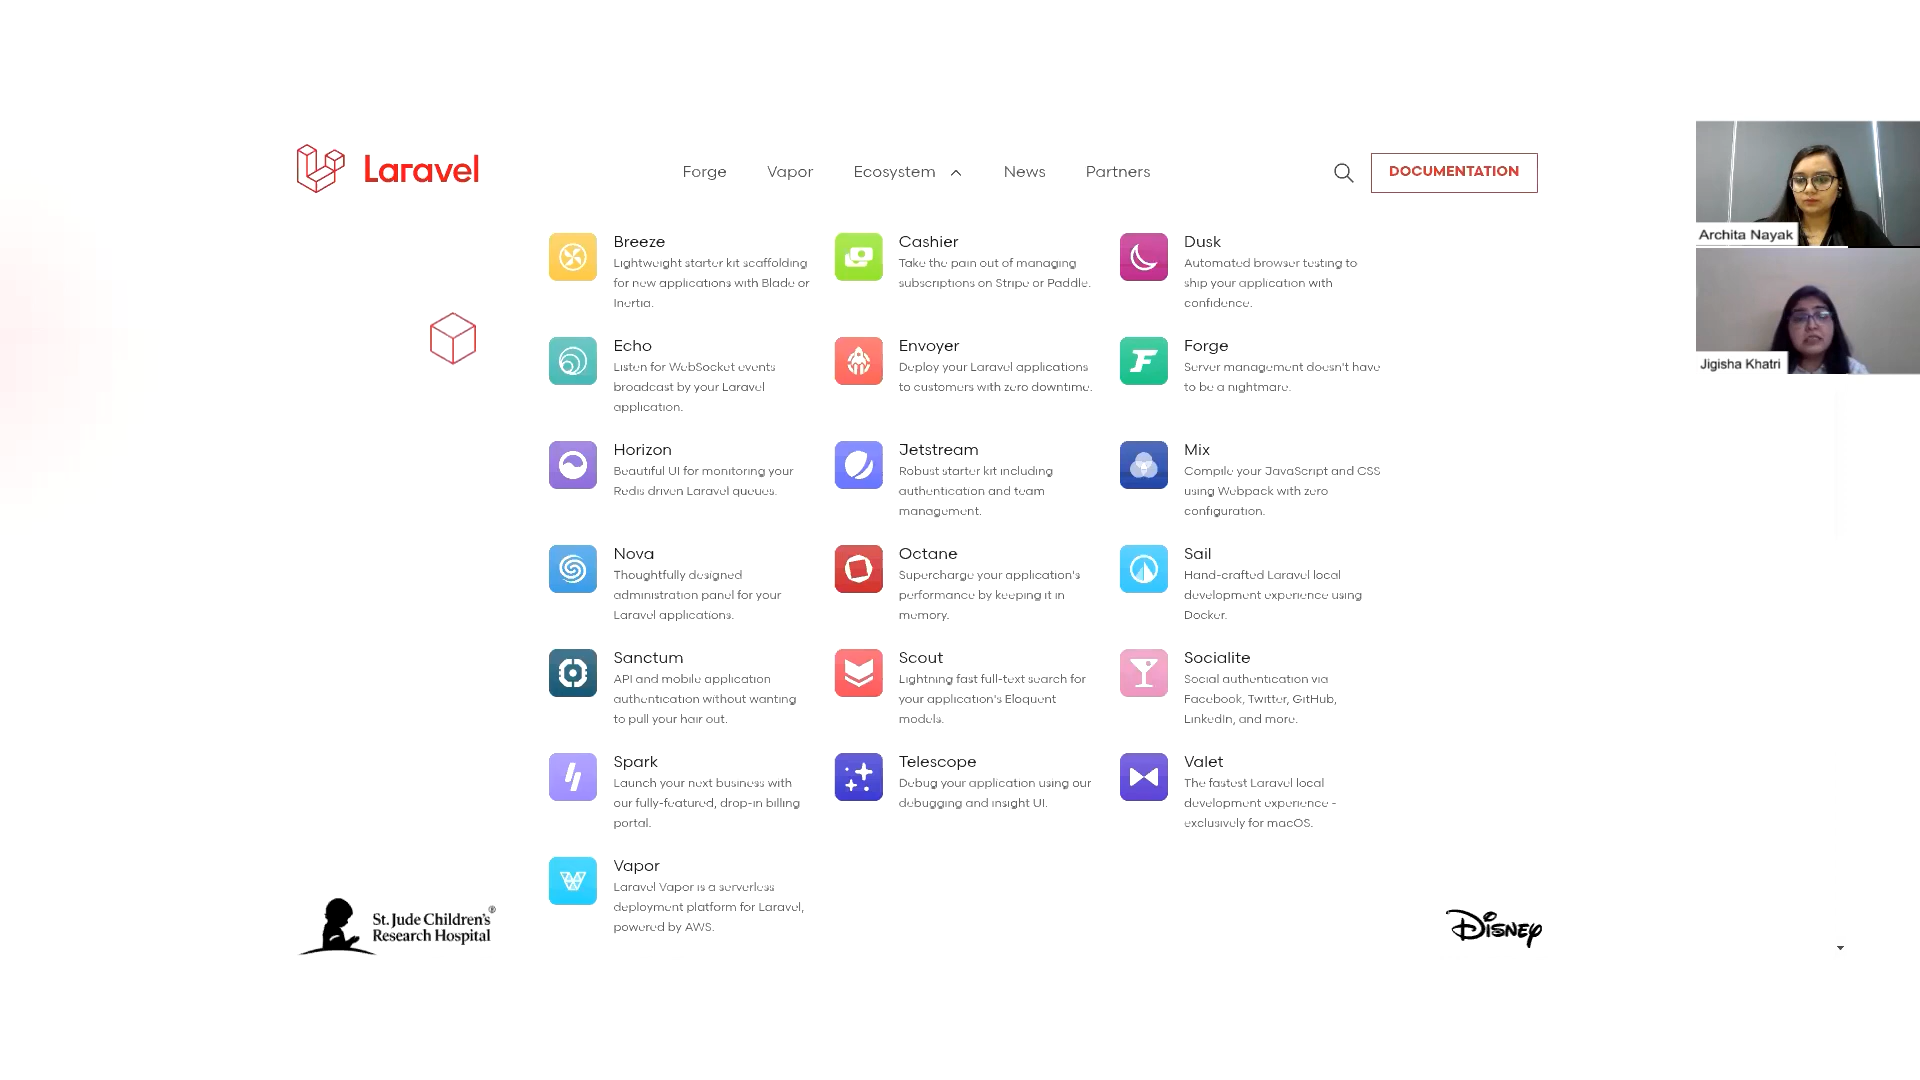 Laravel
Forge
Vapor
Ecosystem
News
Partners
DOCUMENTATION
Breeze
Lightweight starter kit scaffolding
for new applications with Blade or
Inertia.
Cashier
Take the pain out of managing
subscriptions on Stripe or Paddle.
Dusk
Automated browser testing to
ship your application with
confidence.
Echo
Listen for WebSocket events
broadcast by your Laravel
application.
Envoyer
Deploy your Laravel applications
to customers with zero downtime.
Forge
Server management doesn't have
to be a nightmare.
Horizon
Beautiful UI for monitoring your
Redis driven Laravel queues.
Jetstream
Robust starter kit including
authentication and team
management.
Mix
Compile your JavaScript and CSS
using Webpack with zero
configuration.
Nova
Thoughtfully designed
administration panel for your
Laravel applications.
Octane
Supercharge your application's
performance by keeping it in
memory.
Sail
Hand-crafted Laravel local
development experience using
Docker.
Sanctum
API and mobile application
authentication without wanting
to pull your hair out.
Scout
Lightning fast full-text search for
your application's Eloquent
models.
Socialite
Social authentication via
Facebook, Twitter, GitHub,
LinkedIn, and more.
Spark
Launch your next business with
our fully-featured, drop-in billing
portal.
Telescope
Debug your application using our
debugging and insight UI.
Valet
The fastest Laravel local
development experience -
exclusively for macOS.
Vapor
Laravel Vapor is a serverless
deployment platform for Laravel,
powered by AWS.
St. Jude Children's®
Research Hospital
Disney
Archita Nayak
Jigisha Khatri